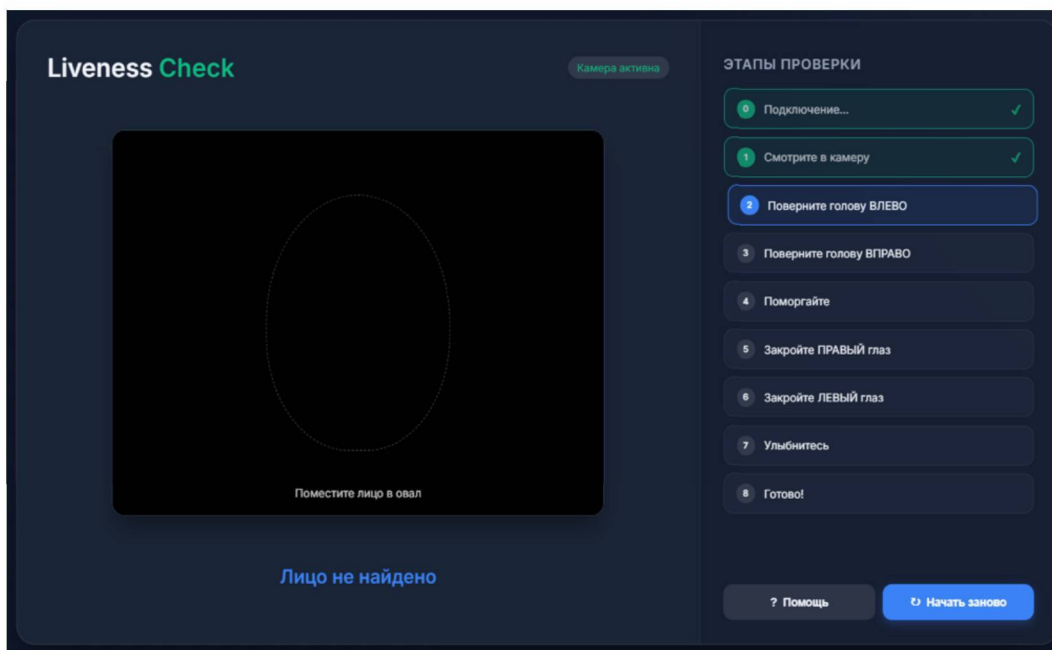 Liveness Check
Камера активна
Поместите лицо в овал
Лицо не найдено
ЭТАПЫ ПРОВЕРКИ
0 Подключение...
1 Смотрите в камеру
2 Поверните голову ВЛЕВО
3 Поверните голову ВПРАВО
4 Поморгайте
5 Закройте ПРАВЫЙ глаз
6 Закройте ЛЕВЫЙ глаз
7 Улыбнитесь
8 Готово!
? Помощь
Начать заново